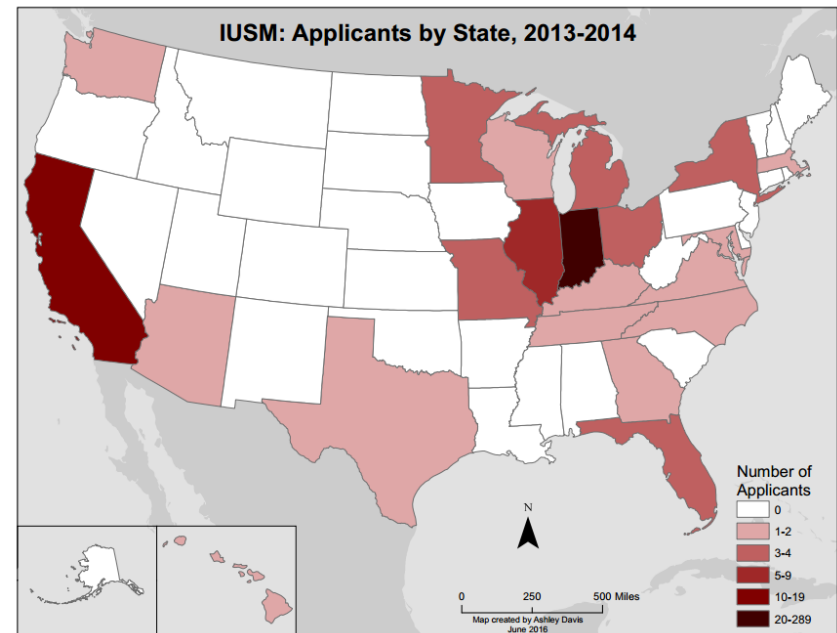 IUSM: Applicants by State, 2013-2014
Number of
Applicants
0
1-2
3-4
5-9
10-19
20-289
N
0 250 500 Miles
Map created by Ashley Davis
June 2016